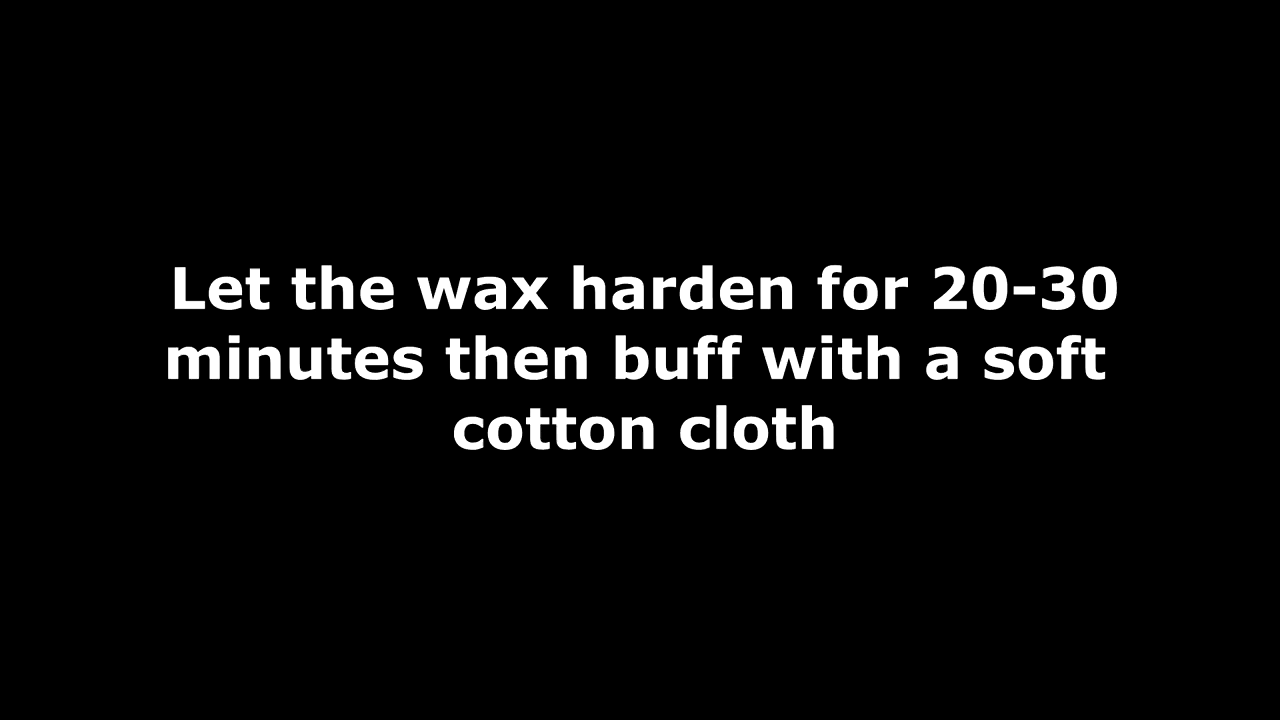 Let the wax harden for 20-30
minutes then buff with a soft
cotton cloth